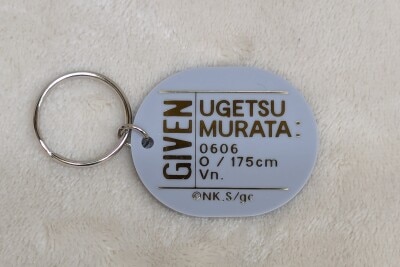 GIVEN
UGETSU
MURATA:
0606
O / 175cm
Vn.
©NK.S/gc